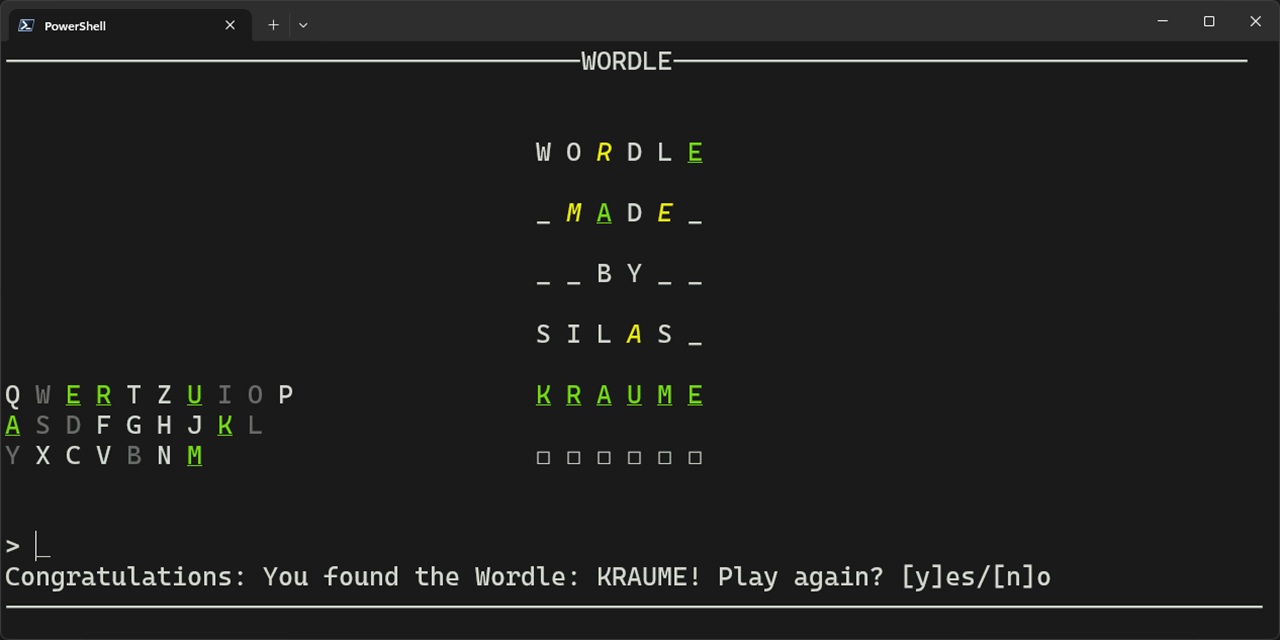 PowerShell
WORDLE
W O R D L E
_ M A D E _
_ _ B Y _ _
S I L A S _
K R A U M E
□ □ □ □ □ □
Q W E R T Z U I O P
A S D F G H J K L
Y X C V B N M
> _
Congratulations: You found the Wordle: KRAUME! Play again? [y]es/[n]o